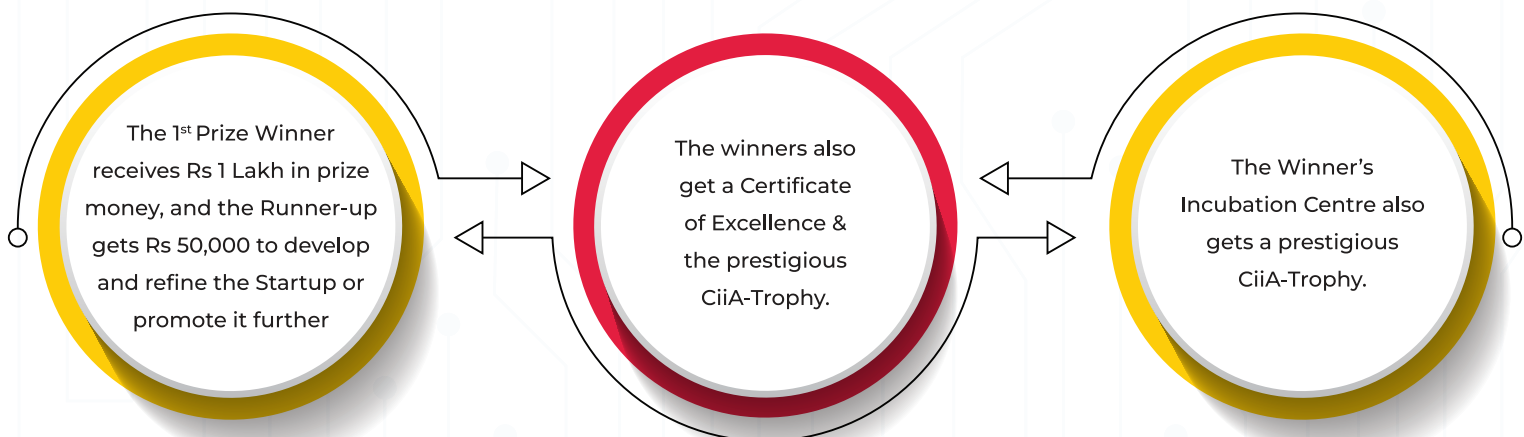 The 1st Prize Winner
receives Rs 1 Lakh in prize
money, and the Runner-up
gets Rs 50,000 to develop
and refine the Startup or
promote it further
The winners also
get a Certificate
of Excellence &
the prestigious
CiiA-Trophy.
The Winner’s
Incubation Centre also
gets a prestigious
CiiA-Trophy.